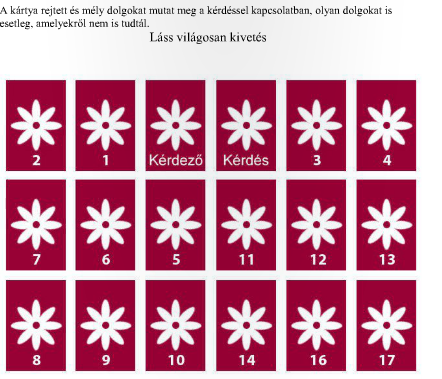 A kártya rejtett és mély dolgokat mutat meg a kérdéssel kapcsolatban, olyan dolgokat is
esetleg, amelyekről nem is tudtál.
Láss világosan kivetés
2 1 Kérdező Kérdés 3 4
7 6 5 11 12 13
8 9 10 14 16 17